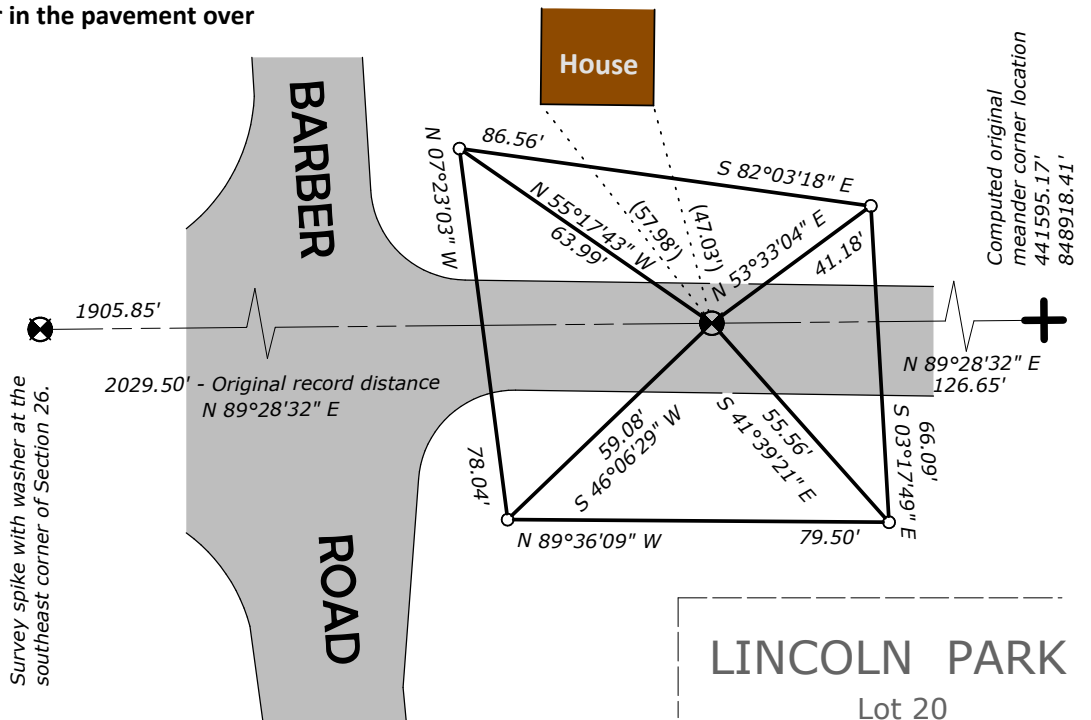 r in the pavement over
House
BARBER
ROAD
N 07°23'03" W
86.56'
S 82°03'18" E
N 55°17'43" W
63.99'
(57.98')
(47.03')
N 53°33'04" E
41.18'
Computed original
meander corner location
441595.17'
848918.41'
1905.85'
2029.50' - Original record distance
N 89°28'32" E
N 89°28'32" E
126.65'
Survey spike with washer at the
southeast corner of Section 26.
78.04'
59.08'
S 46°06'29" W
S 41°39'21" E
55.56'
66.09'
S 03°17'49" E
N 89°36'09" W
79.50'
LINCOLN PARK
Lot 20